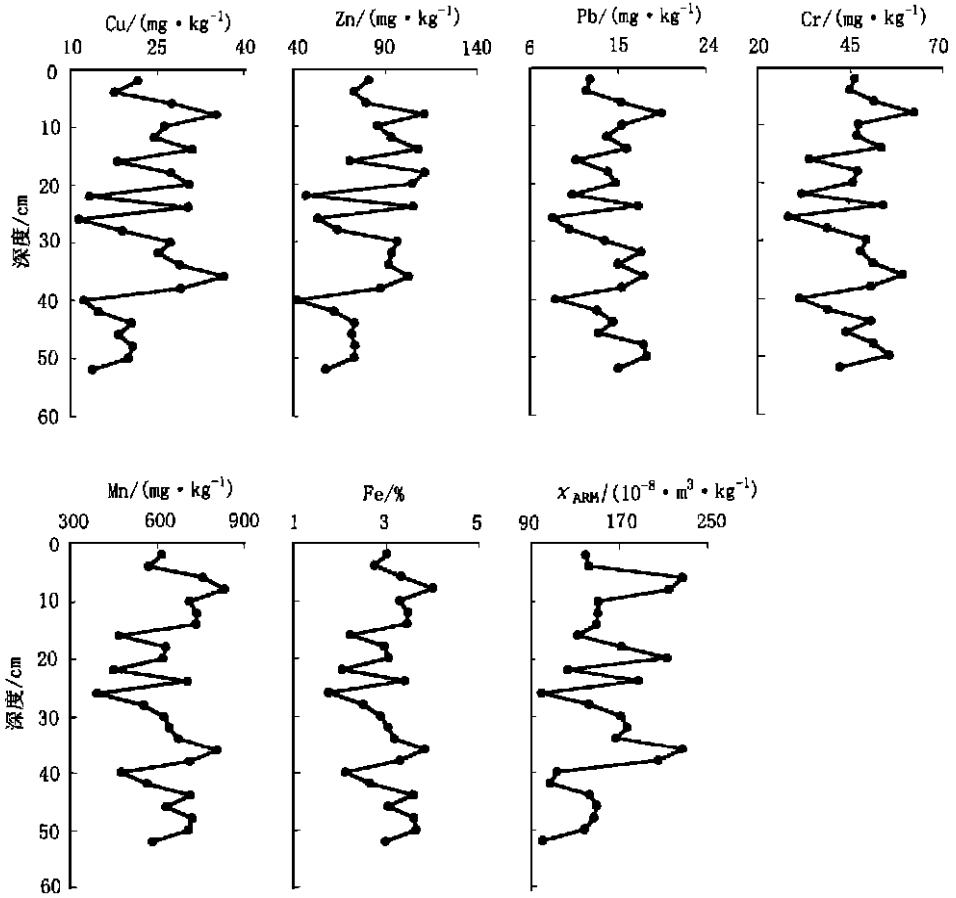 Cu/(mg·kg⁻¹) Zn/(mg·kg⁻¹) Pb/(mg·kg⁻¹) Cr/(mg·kg⁻¹)
10 25 40 40 90 140 6 15 24 20 45 70
0
10
20
30
40
50
60
深度/cm
Mn/(mg·kg⁻¹) Fe/% χARM/(10⁻⁸·m³·kg⁻¹)
300 600 900 1 3 5 90 170 250
0
10
20
30
40
50
60
深度/cm